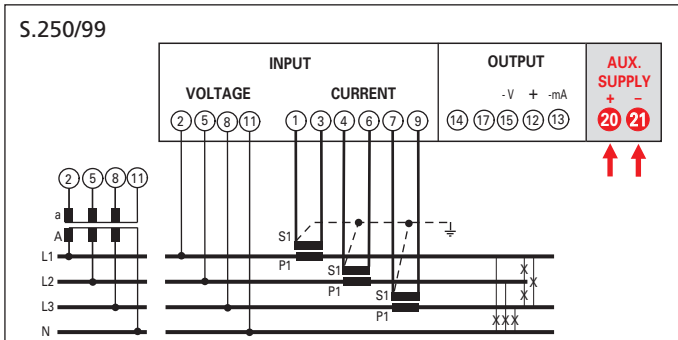 S.250/99
INPUT
OUTPUT
AUX.
SUPPLY
VOLTAGE
CURRENT
- V + -mA
+ −
2 5 8 11
1 3 4 6 7 9
14 17 15 12 13
20 21
2 5 8 11
a
A
S1
L1
P1
S1
L2
P1
S1
L3
P1
N
X
X
X
X X X